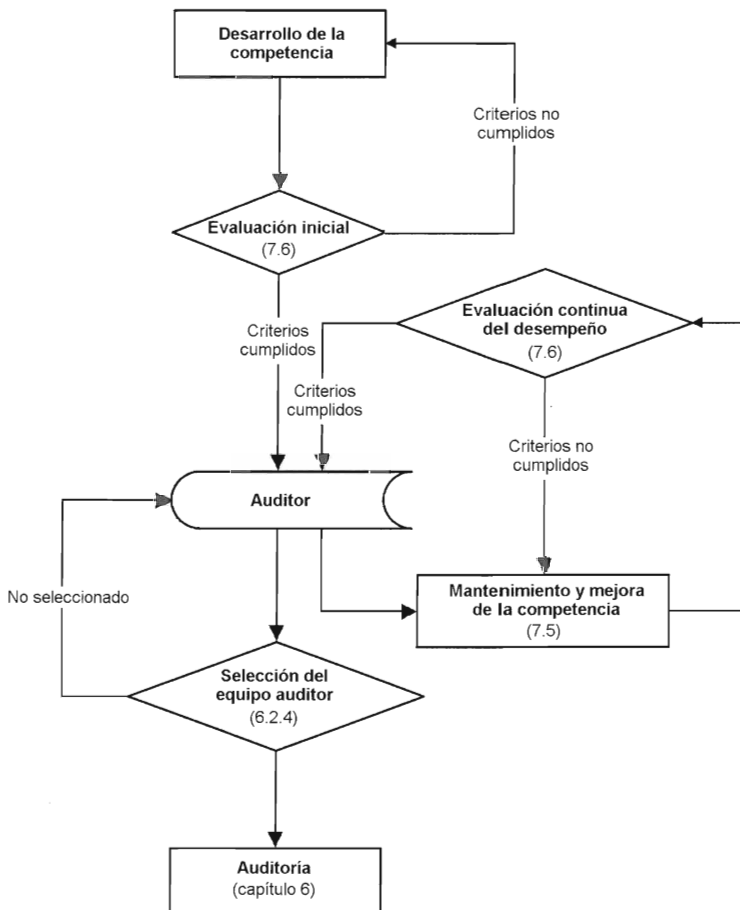 Desarrollo de la
competencia
Criterios no
cumplidos
Evaluación inicial
(7.6)
Evaluación continua
del desempeño
(7.6)
Criterios
cumplidos
Criterios
cumplidos
Criterios no
cumplidos
Auditor
No seleccionado
Mantenimiento y mejora
de la competencia
(7.5)
Selección del
equipo auditor
(6.2.4)
Auditoría
(capítulo 6)